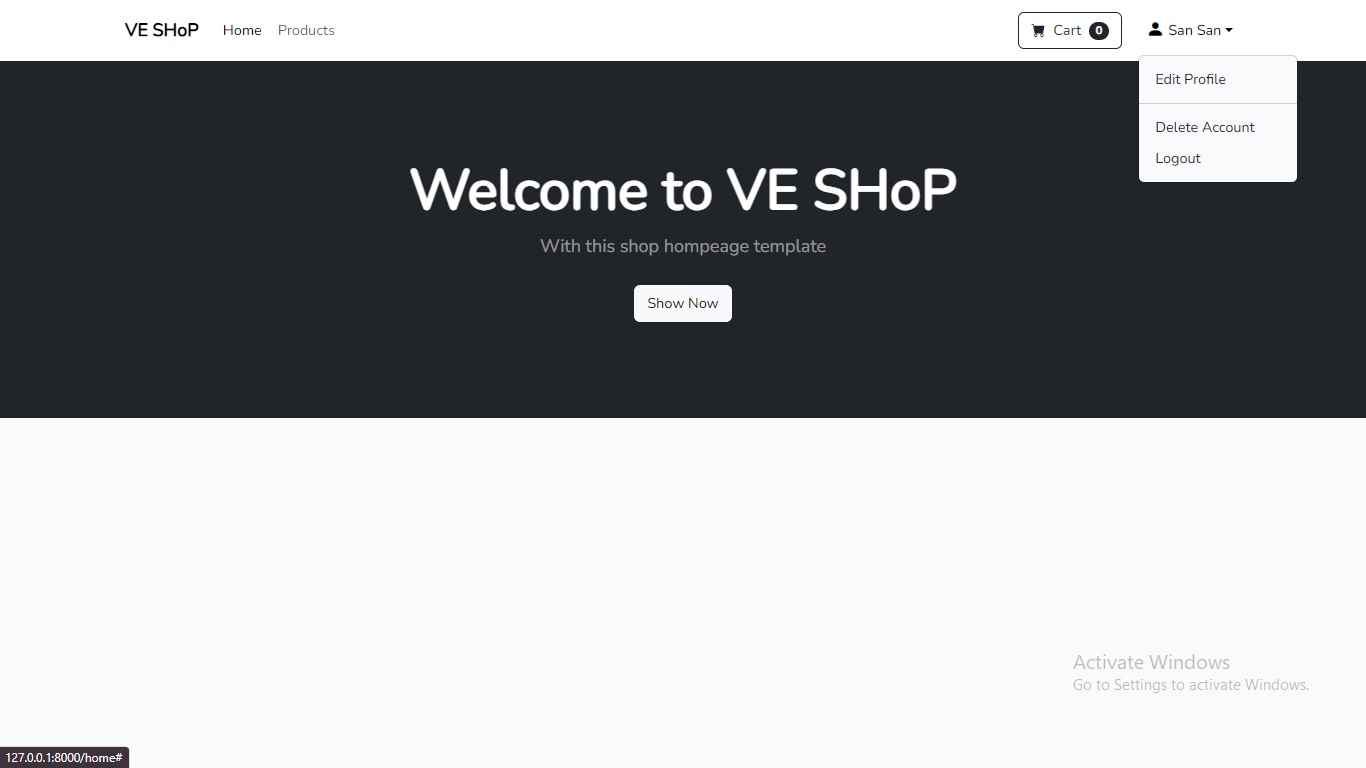 VE SHoP Home Products Cart 0 San San
Edit Profile
Delete Account
Logout
Welcome to VE SHoP
With this shop hompeage template
Show Now
Activate Windows
Go to Settings to activate Windows.
127.0.0.1:8000/home#